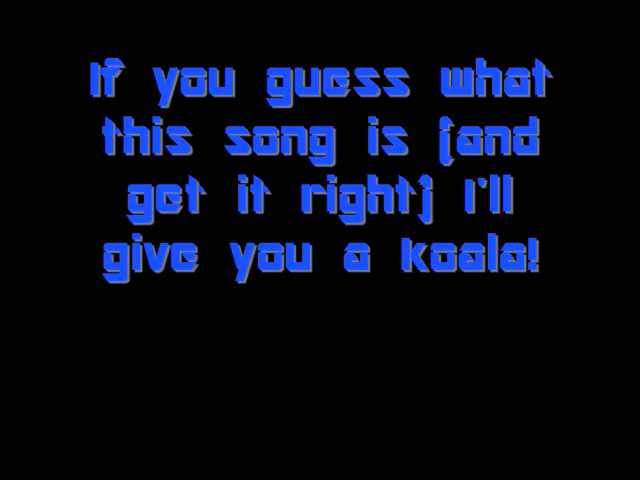 If you guess what
this song is (and
get it right) I'll
give you a koala!